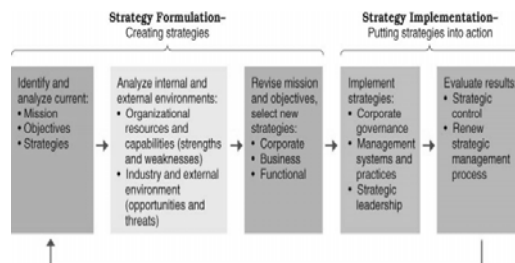 Strategy Formulation–
Creating strategies
Strategy Implementation–
Putting strategies into action
Identify and
analyze current:
• Mission
• Objectives
• Strategies
Analyze internal and
external environments:
• Organizational
resources and
capabilities (strengths
and weaknesses)
• Industry and external
environment
(opportunities and
threats)
Revise mission
and objectives,
select new
strategies:
• Corporate
• Business
• Functional
Implement
strategies:
• Corporate
governance
• Management
systems and
practices
• Strategic
leadership
Evaluate results:
• Strategic
control
• Renew
strategic
management
process